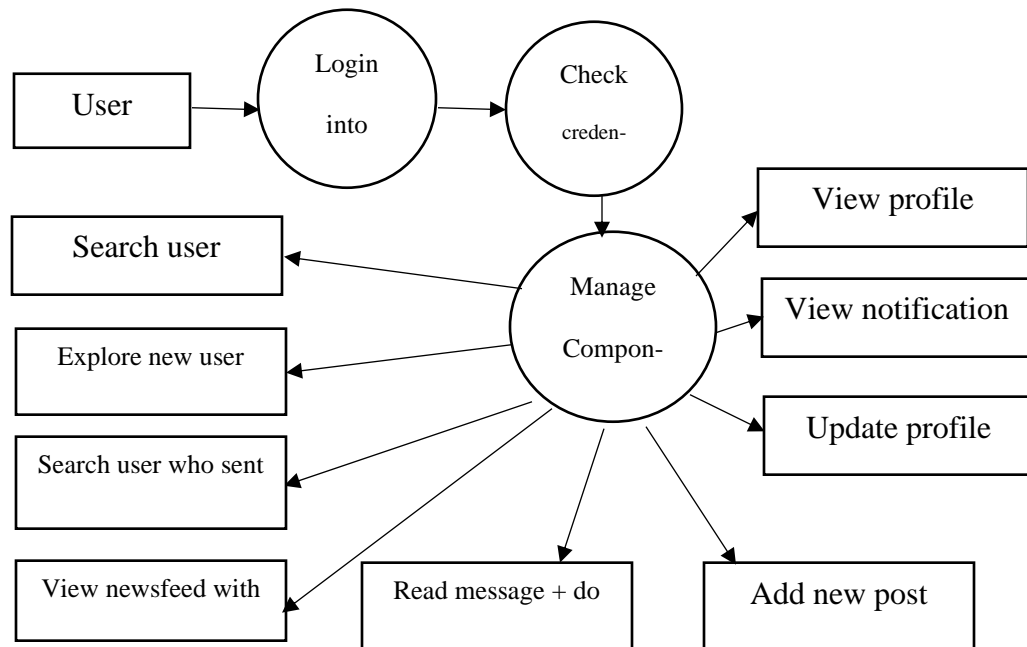 User
Login
into
Check
creden-
View profile
Search user
Manage
Compon-
View notification
Explore new user
Update profile
Search user who sent
View newsfeed with
Read message + do
Add new post